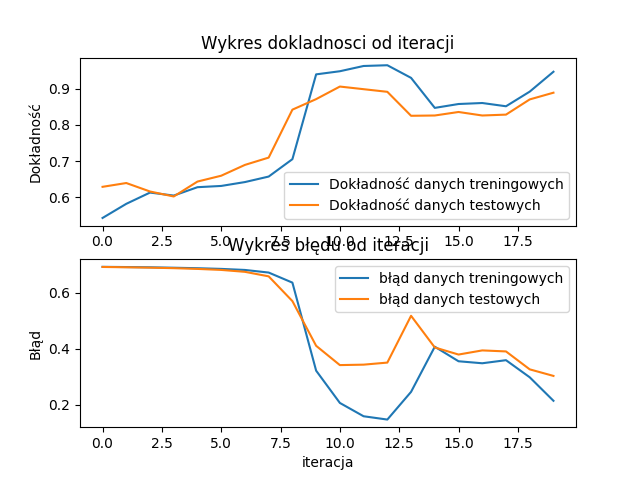 Wykres dokladnosci od iteracji
Dokładność
0.9
0.8
0.7
0.6
Dokładność danych treningowych
Dokładność danych testowych
0.0 2.5 5.0 7.5 10.0 12.5 15.0 17.5
Wykres błędu od iteracji
Błąd
0.6
0.4
0.2
błąd danych treningowych
błąd danych testowych
0.0 2.5 5.0 7.5 10.0 12.5 15.0 17.5
iteracja